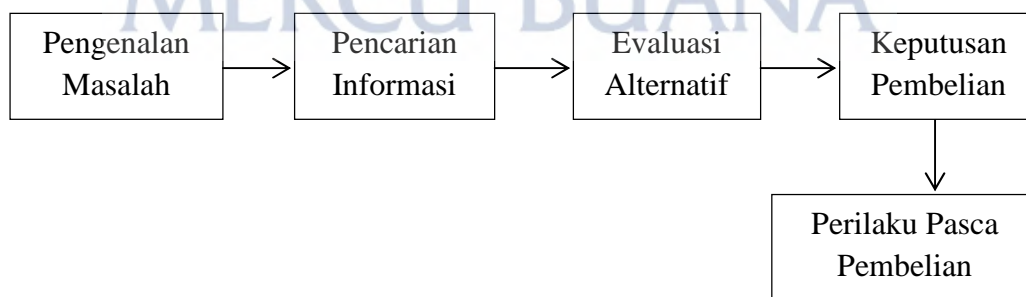 MERCU BUANA
Pengenalan
Masalah
Pencarian
Informasi
Evaluasi
Alternatif
Keputusan
Pembelian
Perilaku Pasca
Pembelian